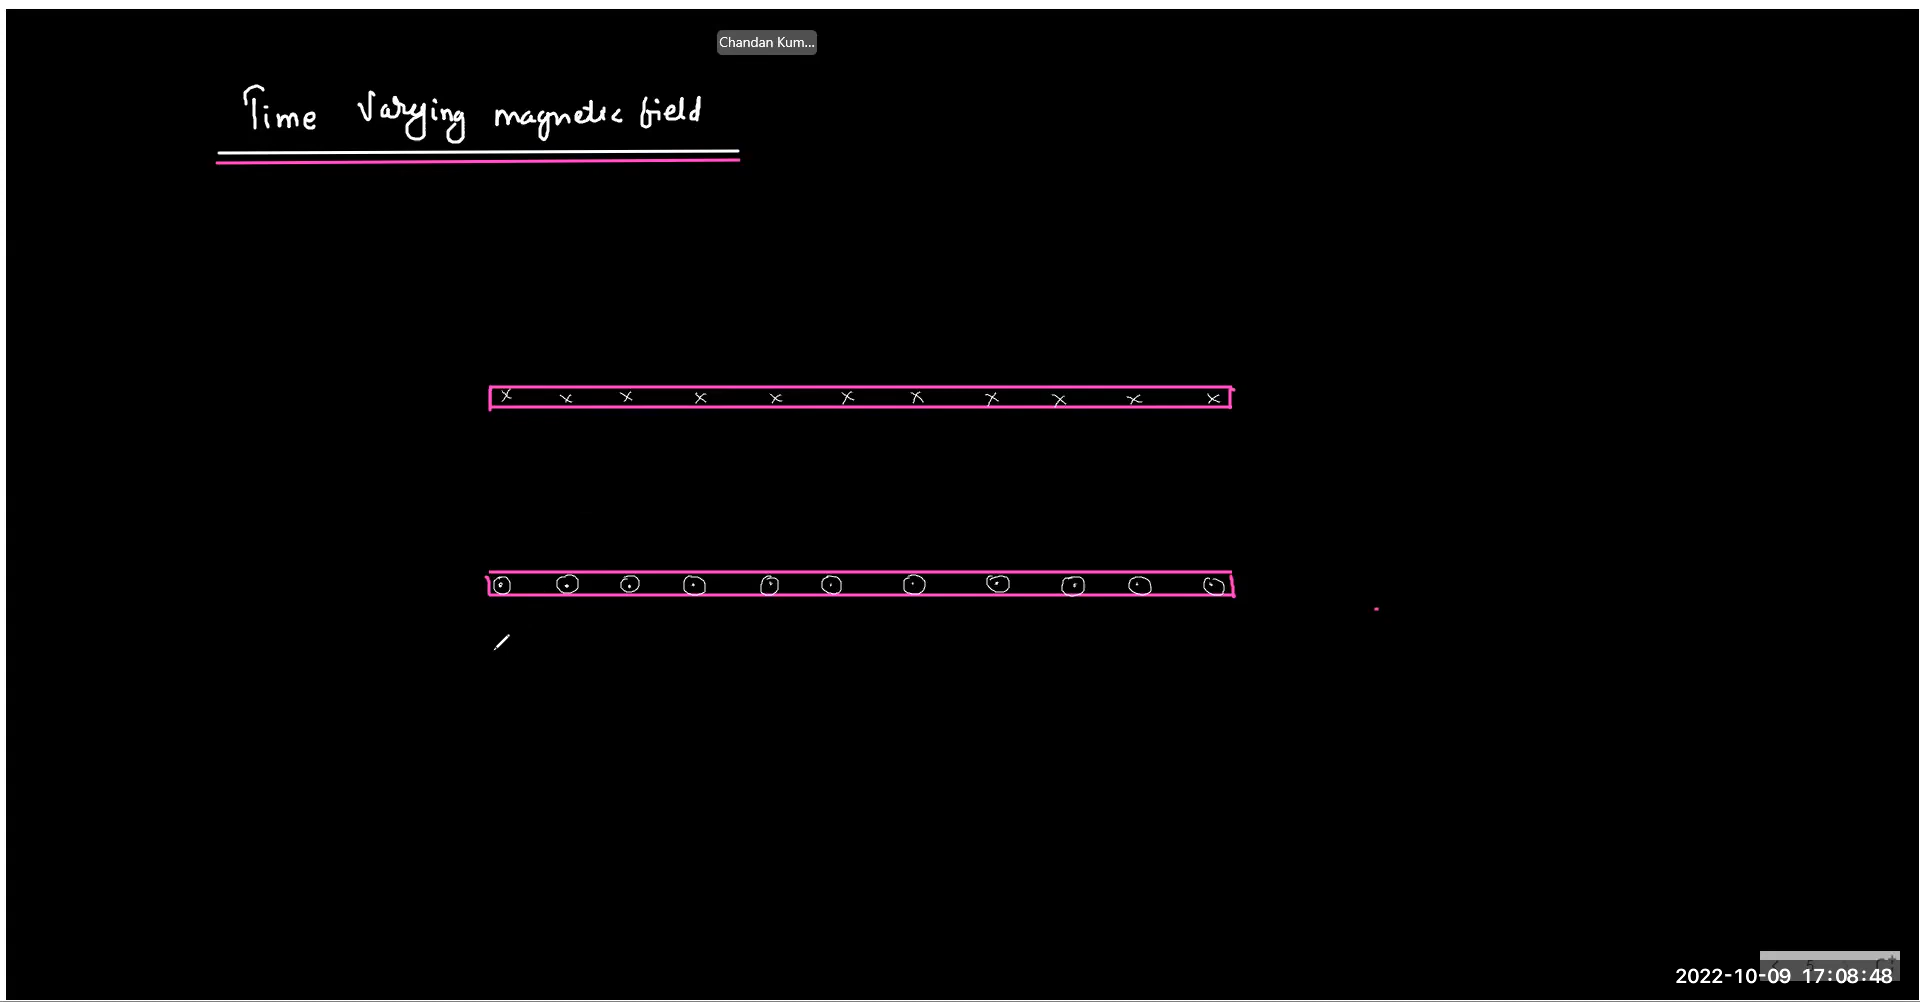 Chandan Kum...
Time Varying magnetic field
x x x x x x x x x x x
2022-10-09 17:08:48